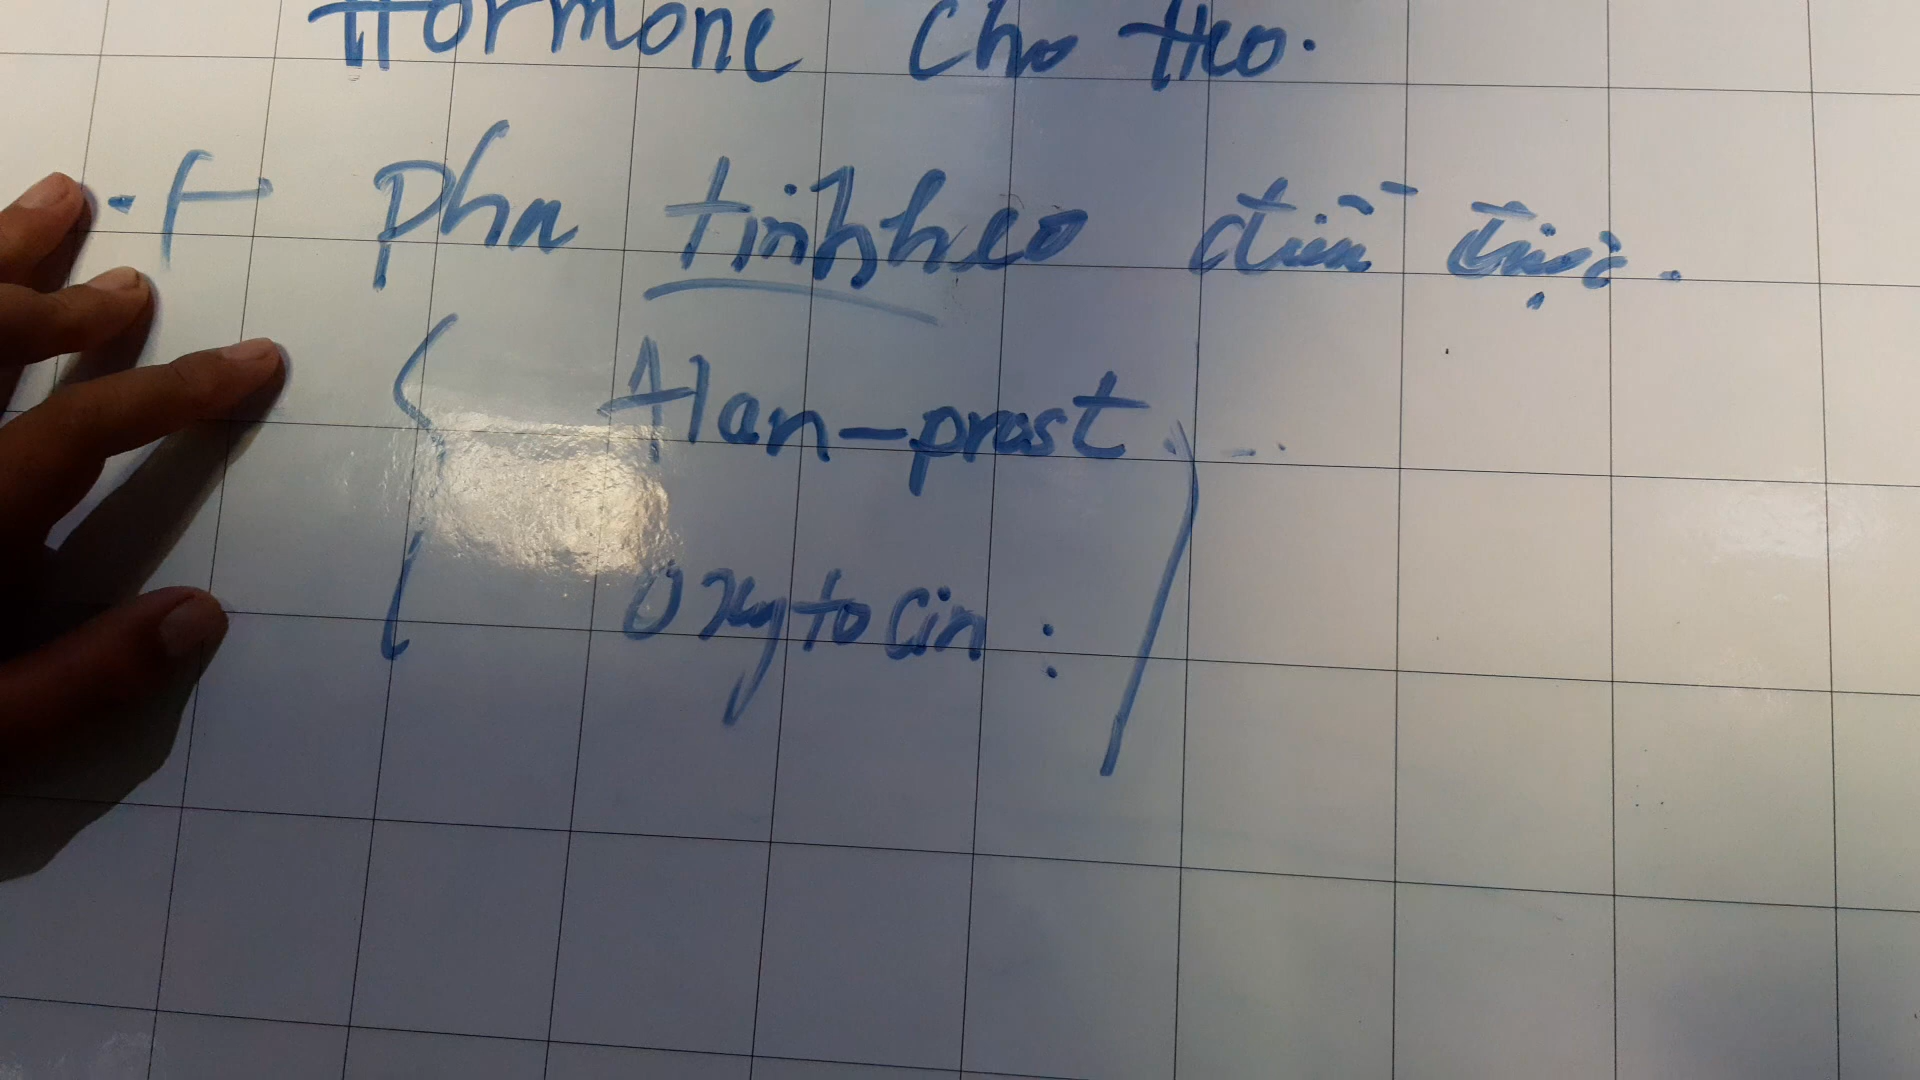 Hormone cho Heo.
Pha tinh heo
Alan-prost
Oxytocin :